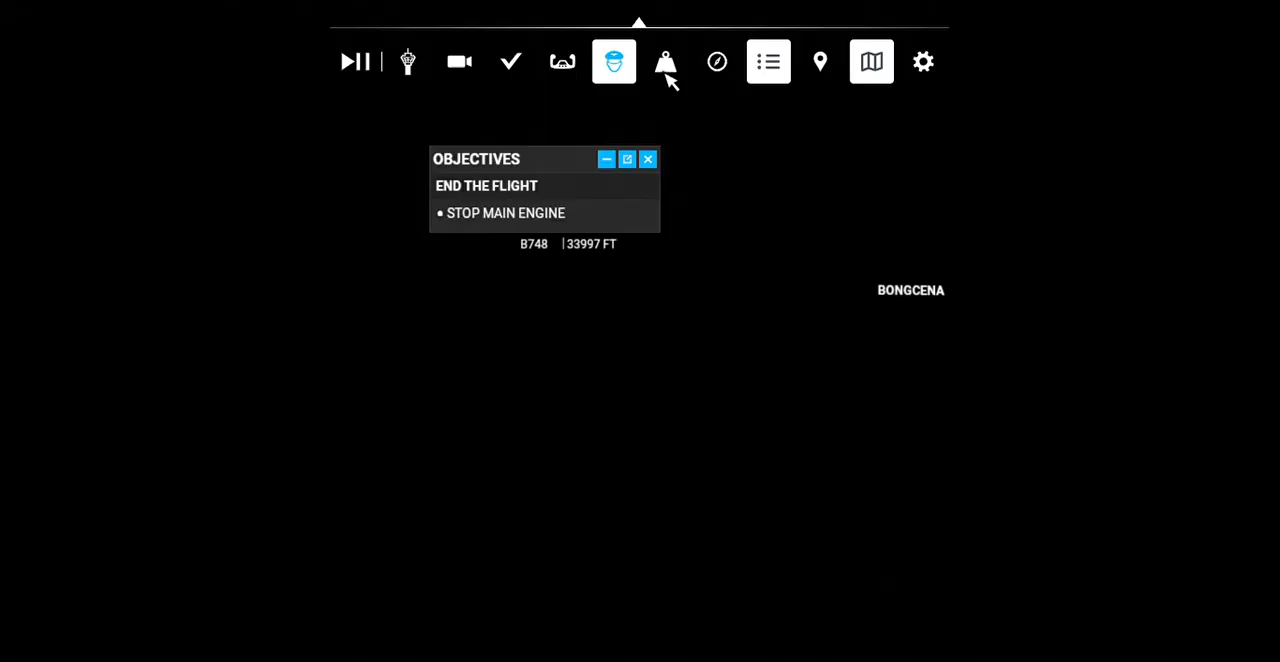 OBJECTIVES
END THE FLIGHT
• STOP MAIN ENGINE
B748 | 33997 FT
BONGCENA